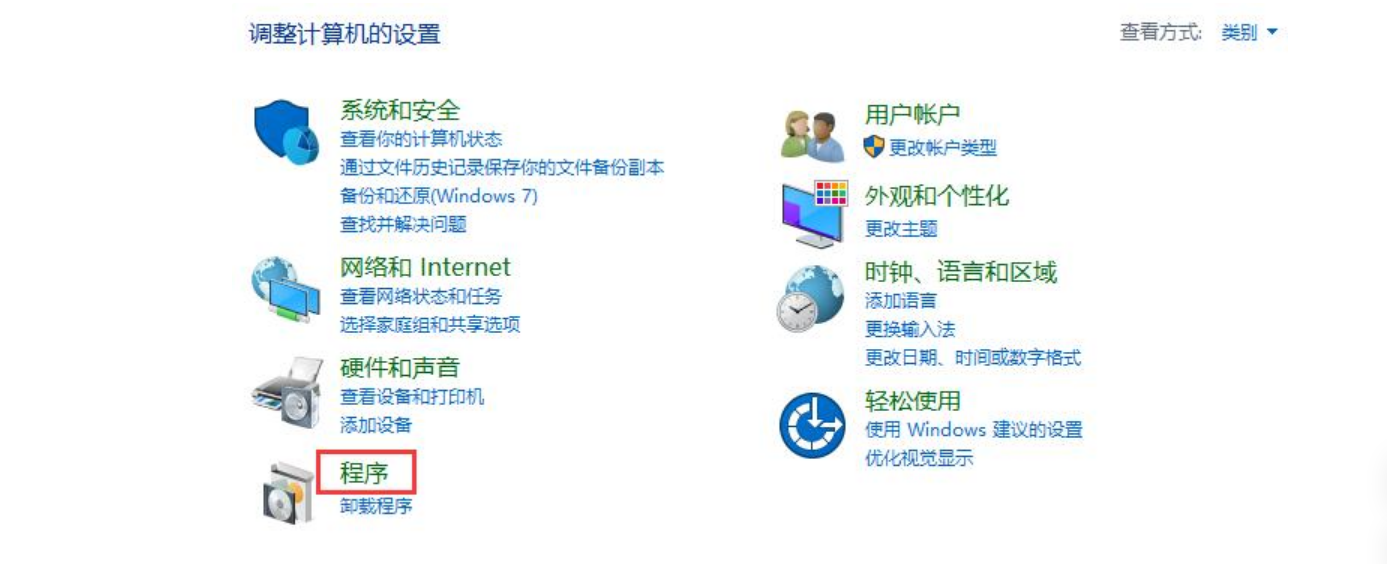 调整计算机的设置
查看方式: 类别
系统和安全
查看你的计算机状态
通过文件历史记录保存你的文件备份副本
备份和还原(Windows 7)
查找并解决问题
网络和 Internet
查看网络状态和任务
选择家庭组和共享选项
硬件和声音
查看设备和打印机
添加设备
程序
卸载程序
用户帐户
更改帐户类型
外观和个性化
更改主题
时钟、语言和区域
添加语言
更换输入法
更改日期、时间或数字格式
轻松使用
使用 Windows 建议的设置
优化视觉显示